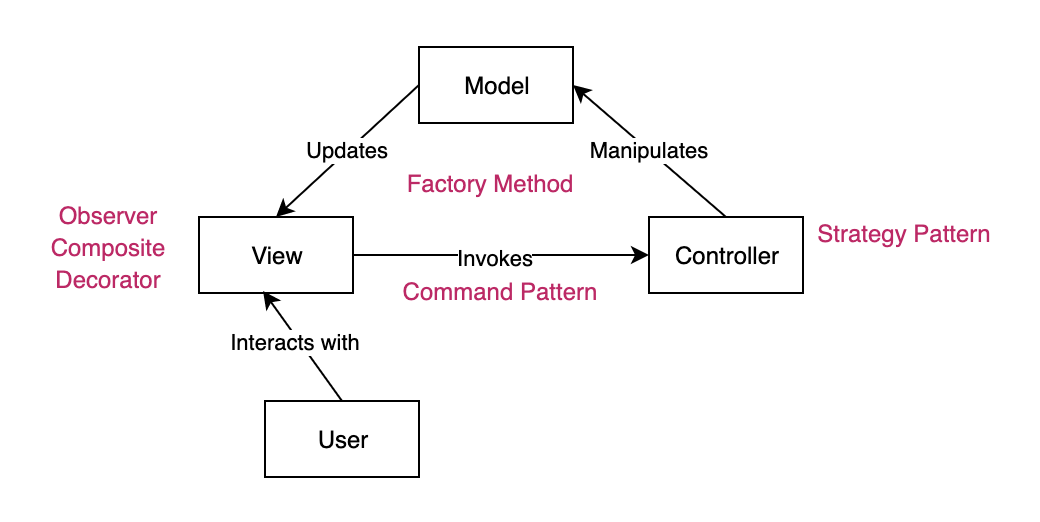 Model
Updates
Manipulates
Factory Method
Observer
Composite
Decorator
View
Invokes
Controller
Strategy Pattern
Command Pattern
Interacts with
User